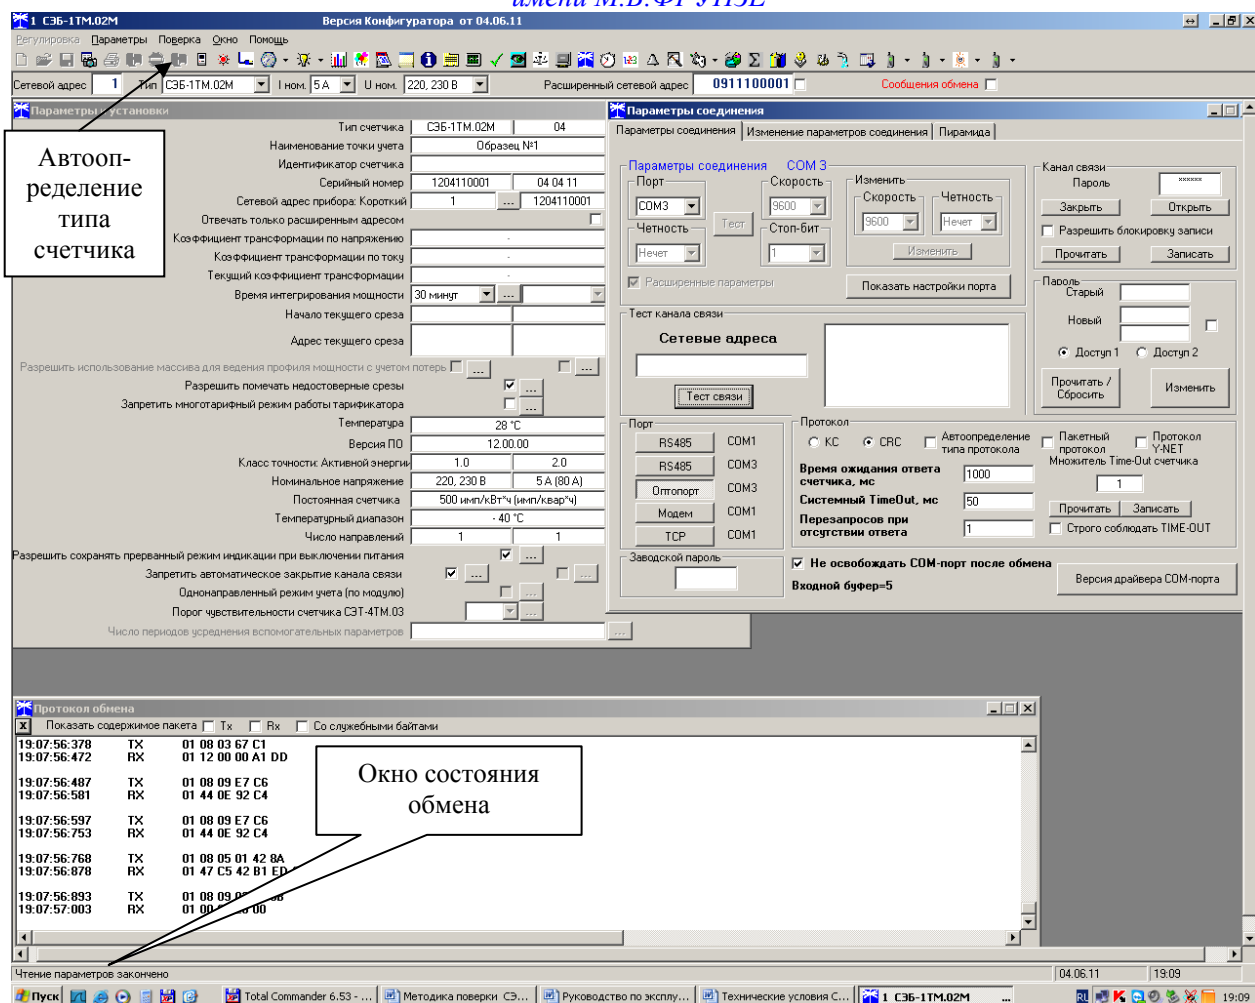 имени М.В.ФРУНЗЕ
1 СЭБ-1ТМ.02М Версия Конфигуратора от 04.06.11
Регулировка Параметры Поверка Окно Помощь
Сетевой адрес 1 Тип СЭБ-1ТМ.02М I ном. 5 А U ном. 220, 230 В Расширенный сетевой адрес 0911100001 Сообщения обмена
Параметры и установки
Автооп-
ределение
типа
счетчика
Тип счетчика СЭБ-1ТМ.02М 04
Наименование точки учета Образец №1
Идентификатор счетчика
Серийный номер 1204110001 04 04 11
Сетевой адрес прибора: Короткий 1 ... 1204110001
Отвечать только расширенным адресом
Коэффициент трансформации по напряжению -
Коэффициент трансформации по току -
Текущий коэффициент трансформации -
Время интегрирования мощности 30 минут ...
Начало текущего среза
Адрес текущего среза
Разрешить использование массива для ведения профиля мощности с учетом потерь ... ...
Разрешить помечать недостоверные срезы ...
Запретить многотарифный режим работы тарификатора ...
Температура 28 °C
Версия ПО 12.00.00
Класс точности: Активной энергии 1.0 2.0
Номинальное напряжение 220, 230 В 5 А (80 А)
Постоянная счетчика 500 имп/кВт*ч (имп/квар*ч)
Температурный диапазон - 40 °C
Число направлений 1 1
Разрешить сохранять прерванный режим индикации при выключении питания ...
Запретить автоматическое закрытие канала связи ... ...
Однонаправленный режим учета (по модулю) ...
Порог чувствительности счетчика СЭТ-4ТМ.03 ...
Число периодов усреднения вспомогательных параметров ...
Параметры соединения
Параметры соединения Изменение параметров соединения Пирамида
Параметры соединения COM 3
Порт Скорость
COM3 Тест 9600
Четность Стоп-бит
Нечет 1
Расширенные параметры
Изменить
Скорость Четность
9600 Нечет
Изменить
Показать настройки порта
Канал связи
Пароль xxxxxx
Закрыть Открыть
Разрешить блокировку записи
Прочитать Записать
Пароль
Старый
Новый
Доступ 1 Доступ 2
Прочитать /
Сбросить
Изменить
Тест канала связи
Сетевые адреса
Тест связи
Порт
RS485 COM1
RS485 COM3
Оптопорт COM3
Модем COM1
TCP COM1
Протокол
КС CRC Автоопределение
типа протокола
Пакетный
протокол
Протокол
Y-NET
Время ожидания ответа
счетчика, мс 1000
Системный TimeOut, мс 50
Перезапросов при
отсутствии ответа 1
Множитель Time-Out счетчика
1
Прочитать Записать
Строго соблюдать TIME-OUT
Заводской пароль
Не освобождать COM-порт после обмена
Входной буфер=5
Версия драйвера COM-порта
Протокол обмена
X Показать содержимое пакета Tx Rx Со служебными байтами
19:07:56:378 TX 01 08 03 67 C1
19:07:56:472 RX 01 12 00 00 A1 DD
19:07:56:487 TX 01 08 09 E7 C6
19:07:56:581 RX 01 44 0E 92 C4
19:07:56:597 TX 01 08 09 E7 C6
19:07:56:753 RX 01 44 0E 92 C4
19:07:56:768 TX 01 08 05 01 42 8A
19:07:56:878 RX 01 47 C5 42 B1 ED
19:07:56:893 TX 01 08 09
19:07:57:003 RX 01 00
Окно состояния
обмена
Чтение параметров закончено 04.06.11 19:09
Пуск Total Commander 6.53 - ... Методика поверки СЭ... Руководство по эксплу... Технические условия С... 1 СЭБ-1ТМ.02М ... RU 19:09